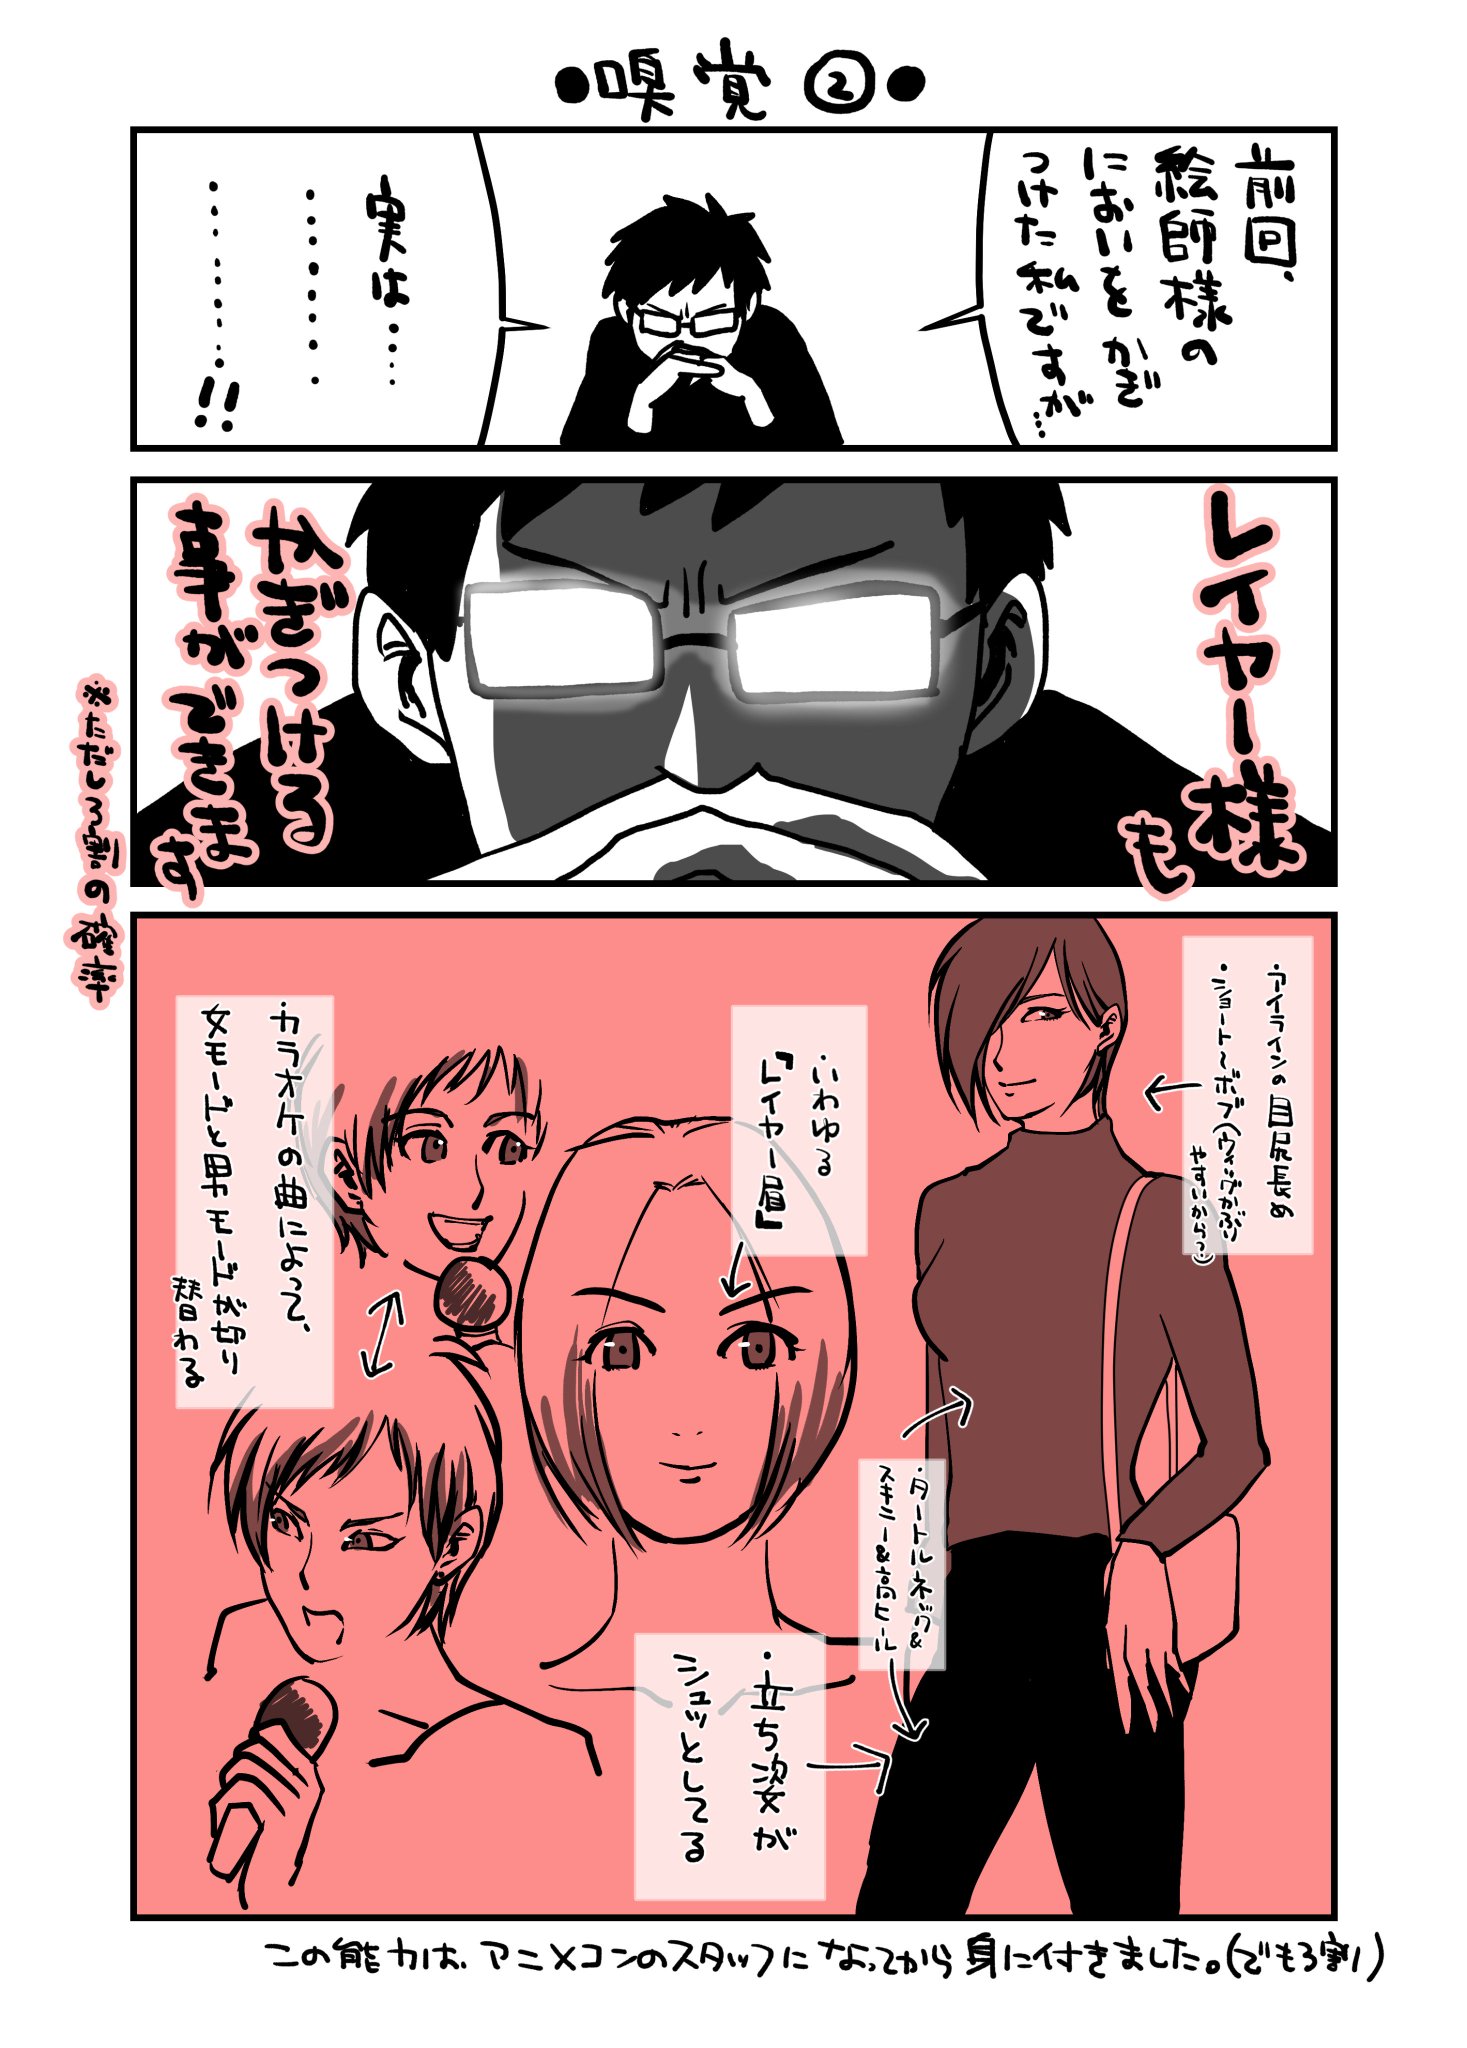 ●嗅覚②●
前回、
絵師様の
においをかぎ
つけた私ですが…
実は……
………
………!!
レイヤー様
も
かぎつける
事ができます
※ただし3割の確率
・アイラインの目尻長め
・ショート～ボブ(ウィッグかぶり
やすいから?)
・いわゆる
『レイヤー眉』
・カラオケの曲によって、
女モードと男モードが切り
替わる
・タートルネック&
スキニー&高ヒール
・立ち姿が
シュッとしてる
この能力は、アニメコンのスタッフになってから身に付きました。(でも3割)